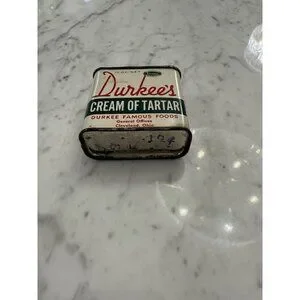 Durkee's
CREAM OF TARTAR
DURKEE FAMOUS FOODS
General Offices
Cleveland, Ohio